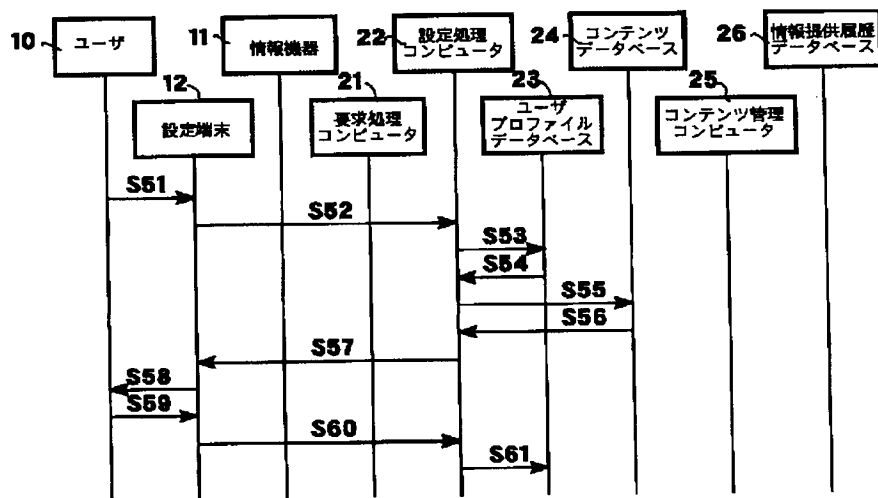 10
ユーザ
11
情報機器
22
設定処理
コンピュータ
24
コンテンツ
データベース
26
情報提供履歴
データベース
12
設定端末
21
要求処理
コンピュータ
23
ユーザ
プロファイル
データベース
25
コンテンツ管理
コンピュータ
S51
S52
S53
S54
S55
S56
S57
S58
S59
S60
S61